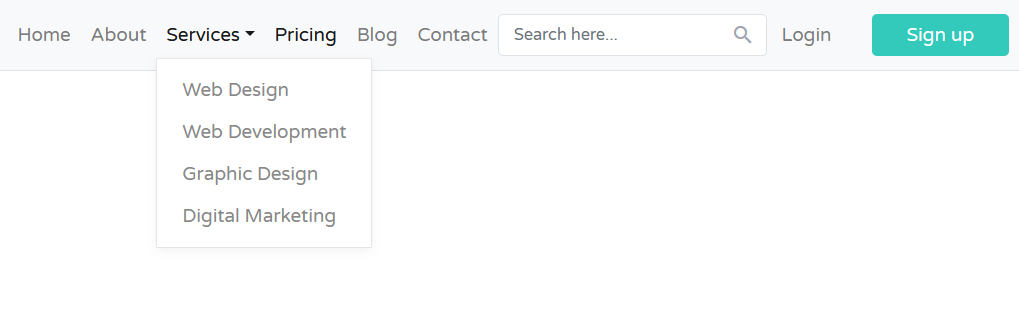 Home About Services Pricing Blog Contact Search here... Login Sign up
Web Design
Web Development
Graphic Design
Digital Marketing